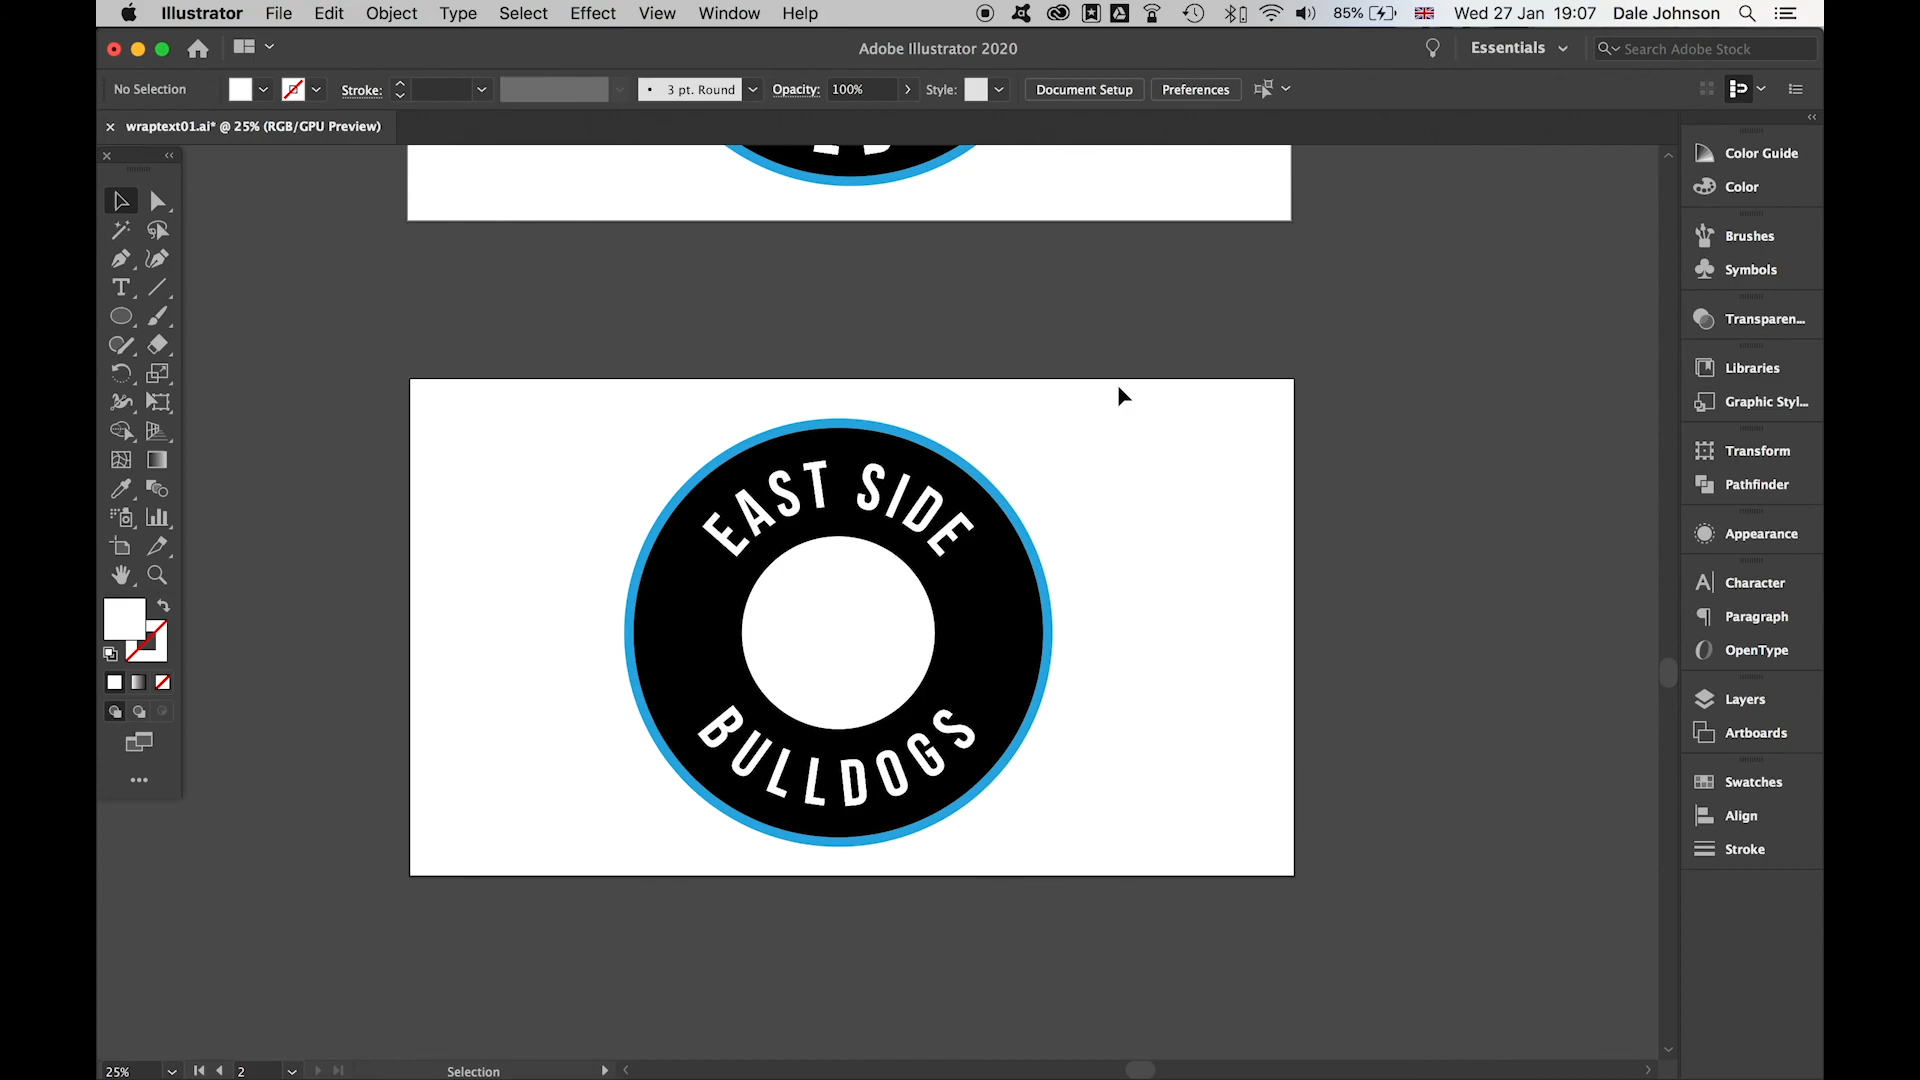 Illustrator File Edit Object Type Select Effect View Window Help 85% Wed 27 Jan 19:07 Dale Johnson
Adobe Illustrator 2020 Essentials Search Adobe Stock
No Selection Stroke: 3 pt. Round Opacity: 100% Style: Document Setup Preferences
wraptext01.ai* @ 25% (RGB/GPU Preview)
Color Guide
Color
Brushes
Symbols
Transparen...
Libraries
Graphic Styl...
Transform
Pathfinder
Appearance
Character
Paragraph
OpenType
Layers
Artboards
Swatches
Align
Stroke
EAST SIDE
BULLDOGS
25% 2 Selection